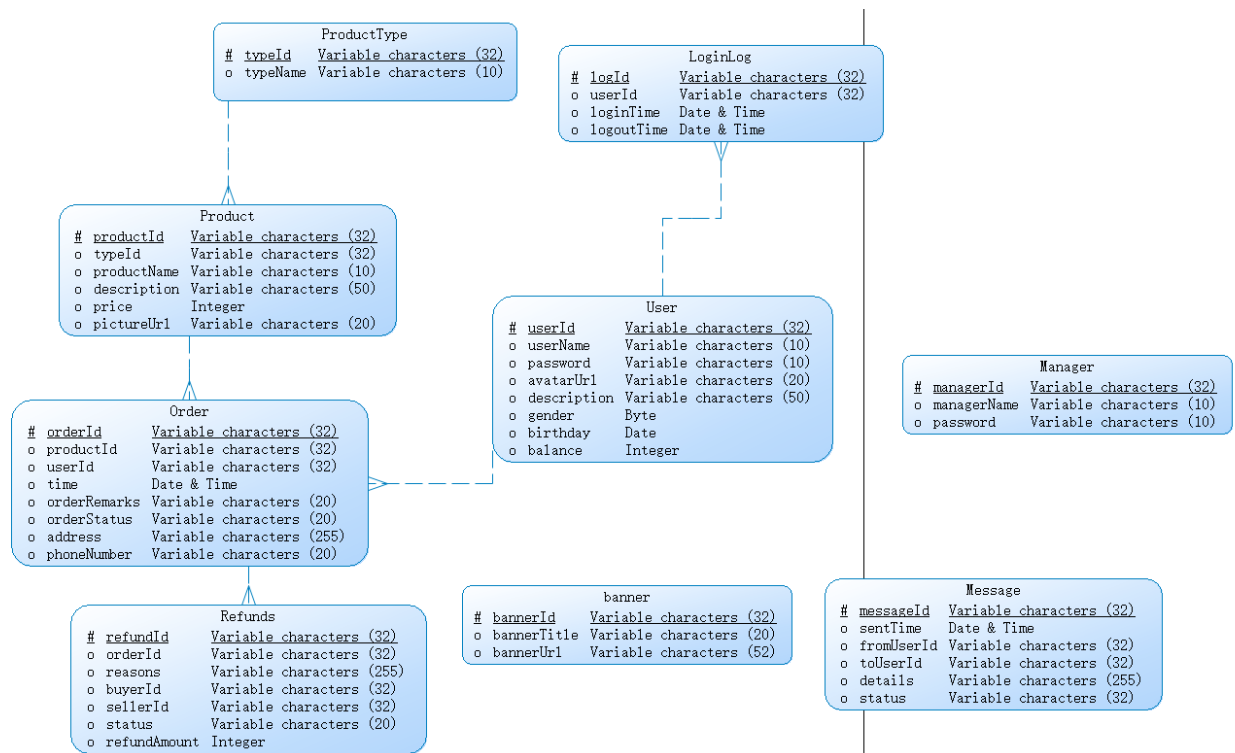 ProductType
# typeId Variable characters (32)
o typeName Variable characters (10)
LoginLog
# logId Variable characters (32)
o userId Variable characters (32)
o loginTime Date & Time
o logoutTime Date & Time
Product
# productId Variable characters (32)
o typeId Variable characters (32)
o productName Variable characters (10)
o description Variable characters (50)
o price Integer
o pictureUrl Variable characters (20)
User
# userId Variable characters (32)
o userName Variable characters (10)
o password Variable characters (10)
o avatarUrl Variable characters (20)
o description Variable characters (50)
o gender Byte
o birthday Date
o balance Integer
Manager
# managerId Variable characters (32)
o managerName Variable characters (10)
o password Variable characters (10)
Order
# orderId Variable characters (32)
o productId Variable characters (32)
o userId Variable characters (32)
o time Date & Time
o orderRemarks Variable characters (20)
o orderStatus Variable characters (20)
o address Variable characters (255)
o phoneNumber Variable characters (20)
banner
# bannerId Variable characters (32)
o bannerTitle Variable characters (20)
o bannerUrl Variable characters (52)
Message
# messageId Variable characters (32)
o sentTime Date & Time
o fromUserId Variable characters (32)
o toUserId Variable characters (32)
o details Variable characters (255)
o status Variable characters (32)
Refunds
# refundId Variable characters (32)
o orderId Variable characters (32)
o reasons Variable characters (255)
o buyerId Variable characters (32)
o sellerId Variable characters (32)
o status Variable characters (20)
o refundAmount Integer